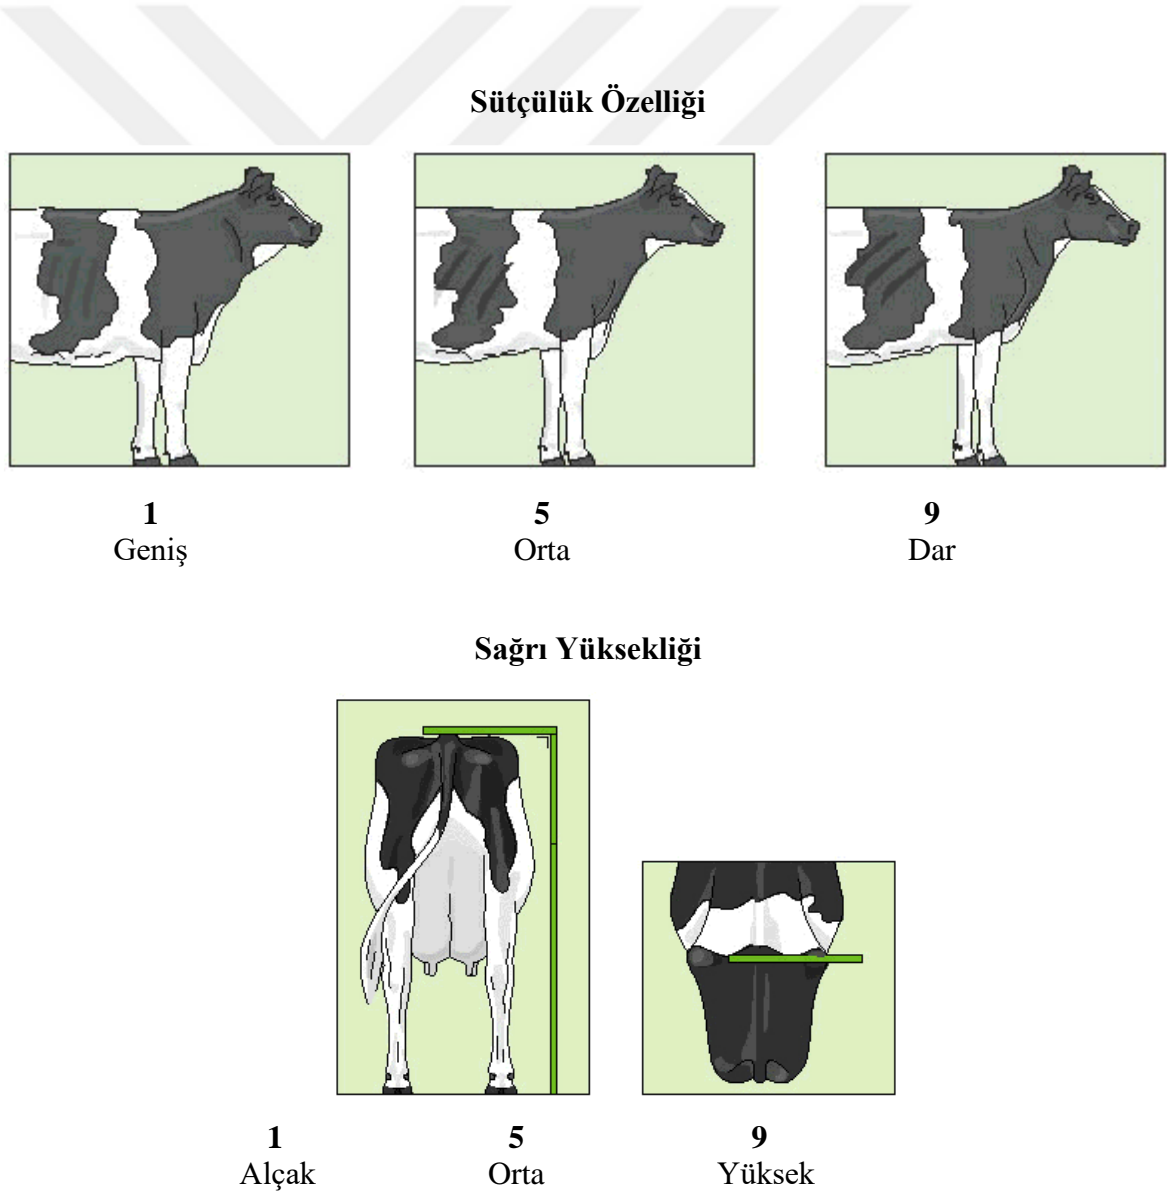 Sütçülük Özelliği
1 5 9
Geniş Orta Dar
Sağrı Yüksekliği
1 5 9
Alçak Orta Yüksek